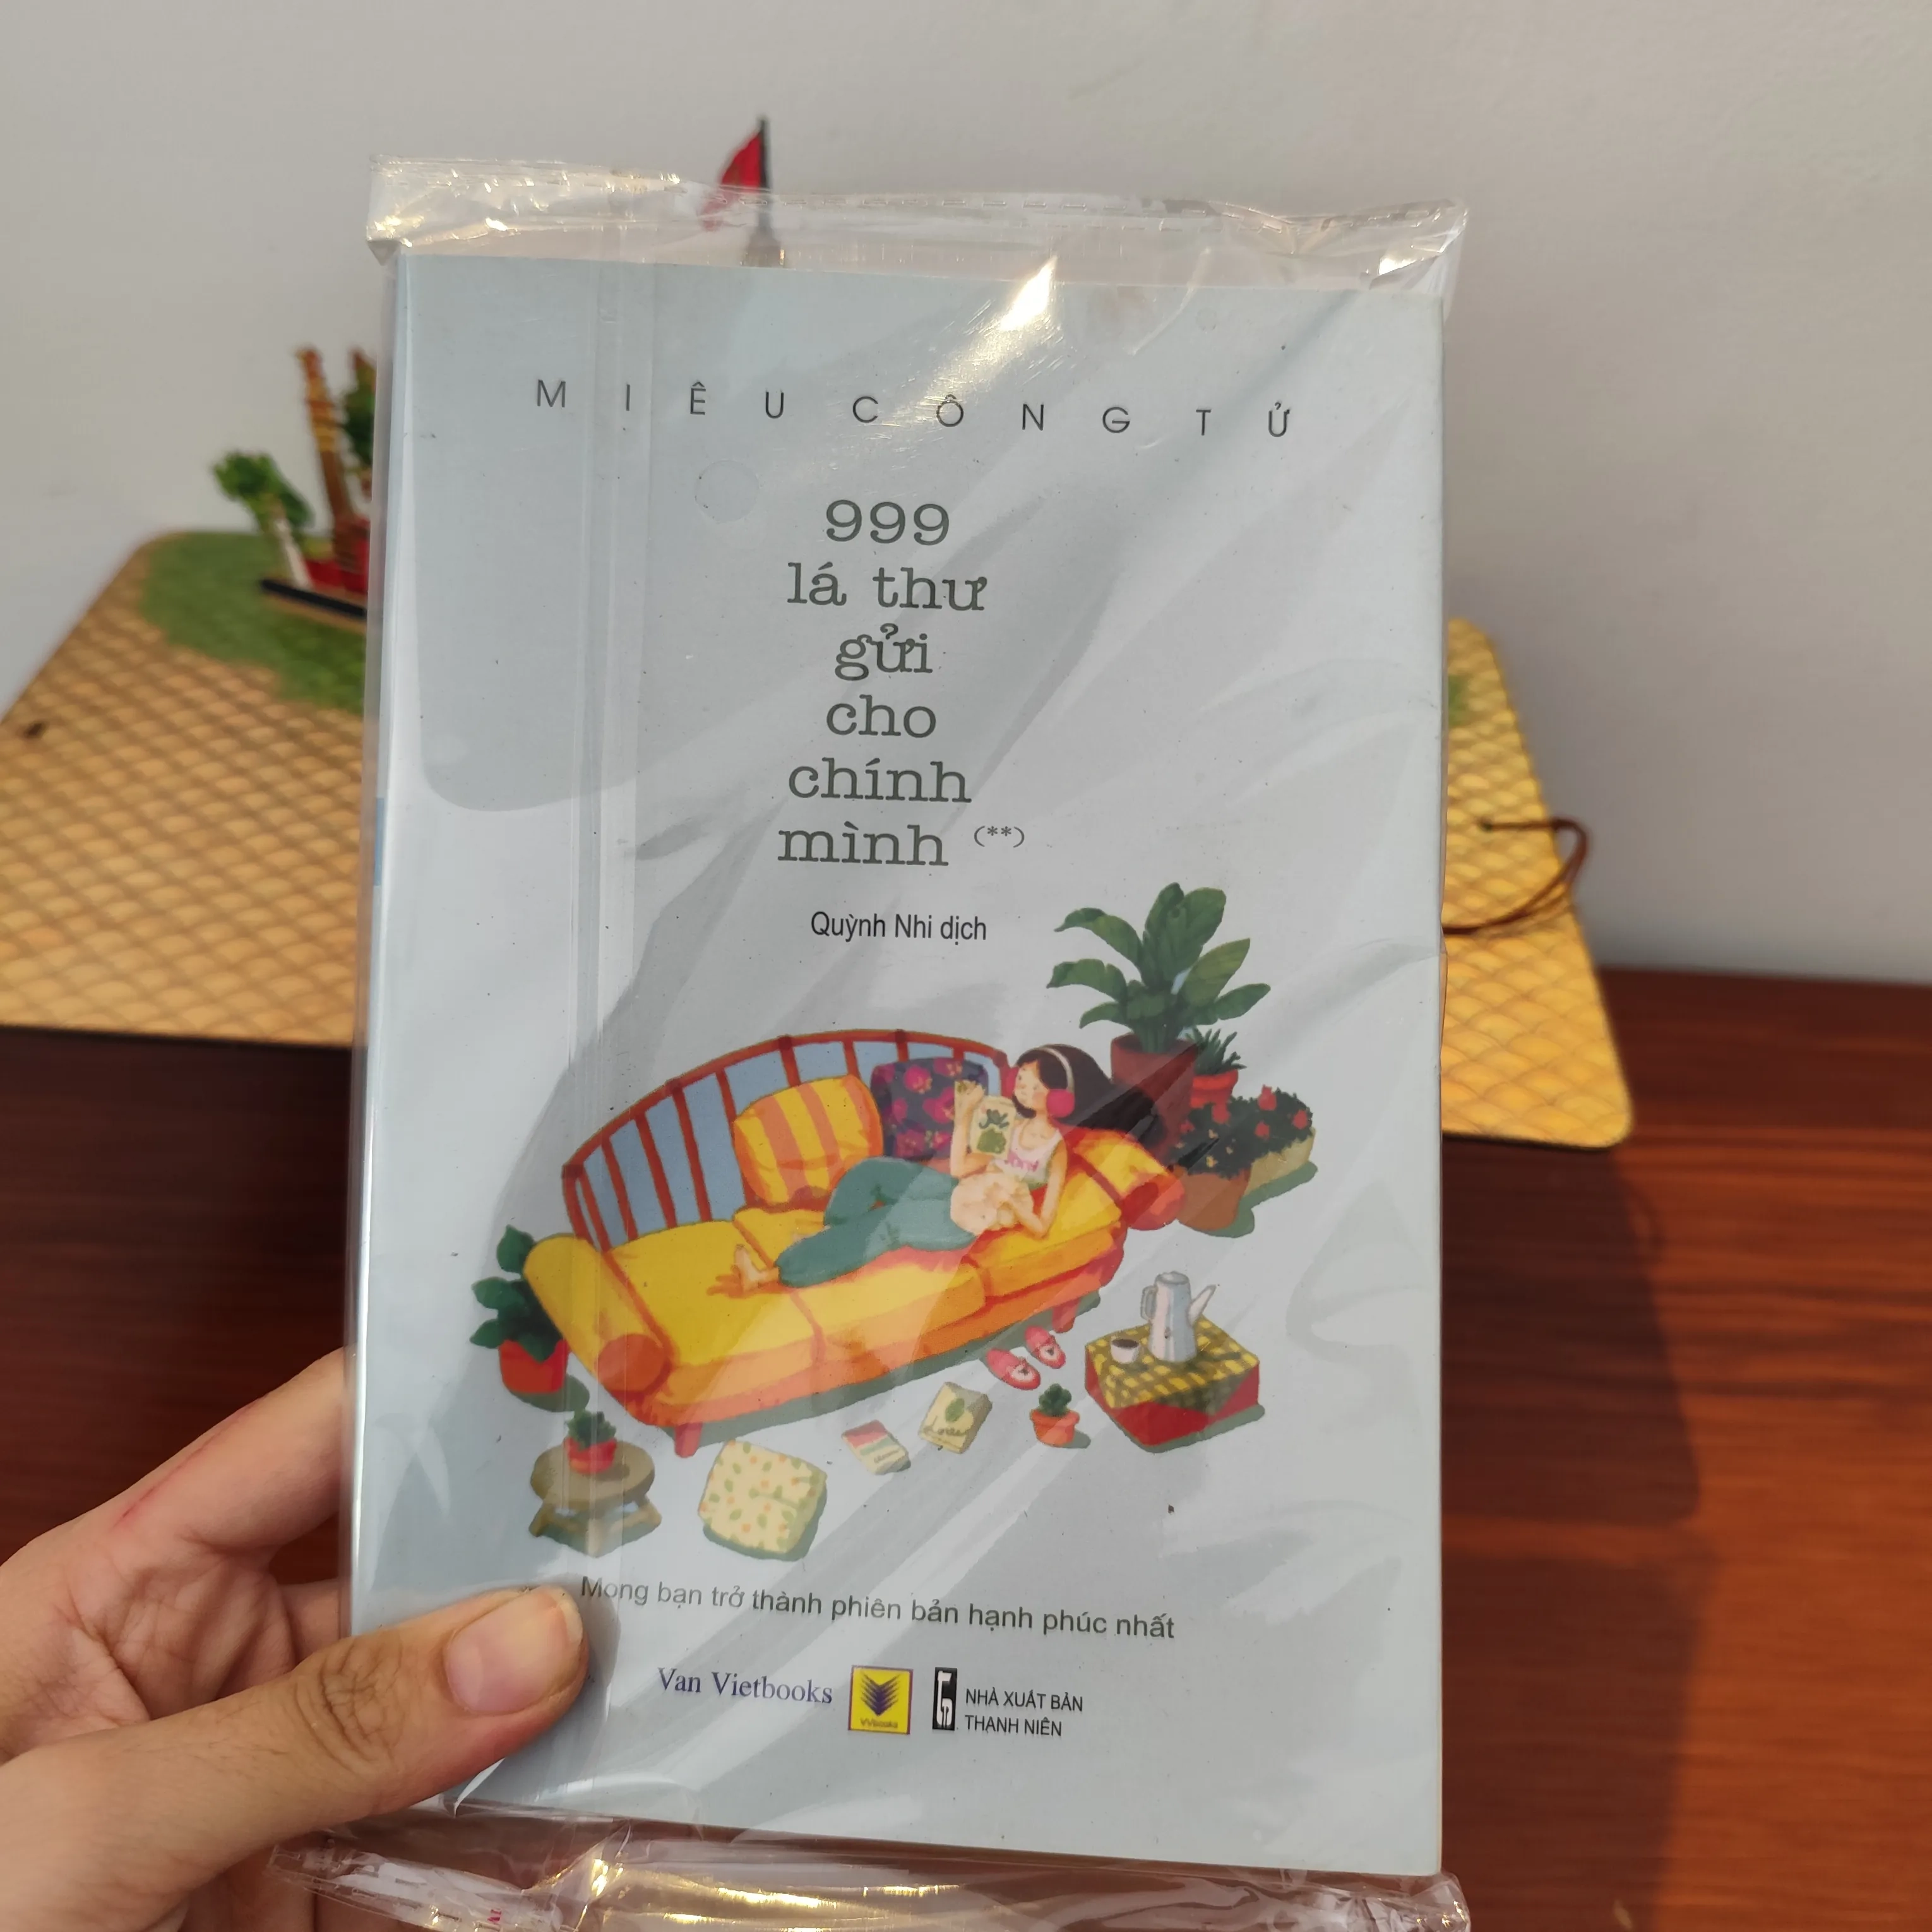 MIÊU CÔNG TỬ
999
lá thư
gửi
cho
chính
mình (**)
Quỳnh Nhi dịch
Mong bạn trở thành phiên bản hạnh phúc nhất
Van Vietbooks
VVbooks
NHÀ XUẤT BẢN
THANH NIÊN